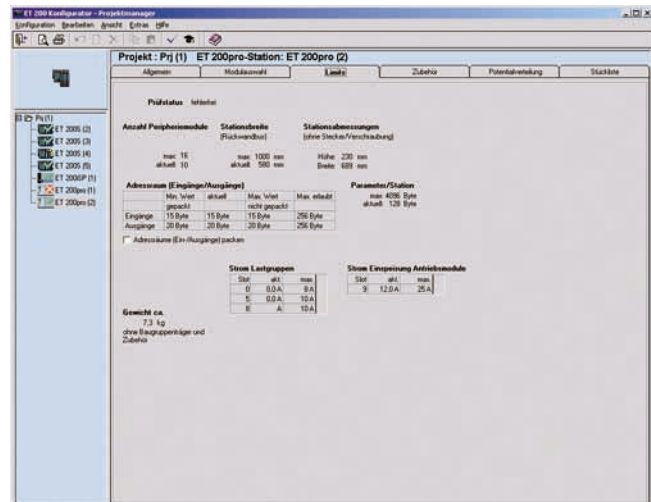 ET 200 Konfigurator - Projektmanager
Konfiguration Bearbeiten Ansicht Extras Hilfe
Projekt : Prj (1) ET 200pro-Station: ET 200pro (2)
Allgemein Modulauswahl Limits Zubehör Potentialverteilung Stückliste
Prj (1)
ET 200S (2)
ET 200S (3)
ET 200S (4)
ET 200S (5)
ET 200iSP (1)
ET 200pro (1)
ET 200pro (2)
Prüfstatus fehlerfrei
Anzahl Peripheriemodule Stationsbreite Stationsabmessungen
(Rückwandbus) (ohne Stecker/Verschraubung)
max 16 max 1000 mm Höhe: 230 mm
aktuell 10 aktuell 580 mm Breite: 689 mm
Adressraum (Eingänge/Ausgänge) Parameter/Station
Min. Wert aktuell Max. Wert Max. erlaubt max 4096 Byte
gepackt nicht gepackt aktuell 128 Byte
Eingänge 15 Byte 15 Byte 15 Byte 256 Byte
Ausgänge 20 Byte 20 Byte 20 Byte 256 Byte
Adressräume (Ein-/Ausgänge) packen
Strom Lastgruppen Strom Einspeisung Antriebsmodule
Slot akt. max. Slot akt. max.
0 0,0 A 8 A 9 12,0 A 25 A
5 0,0 A 10 A
8 A 10 A
Gewicht ca.
7,3 kg
ohne Baugruppenträger und
Zubehör